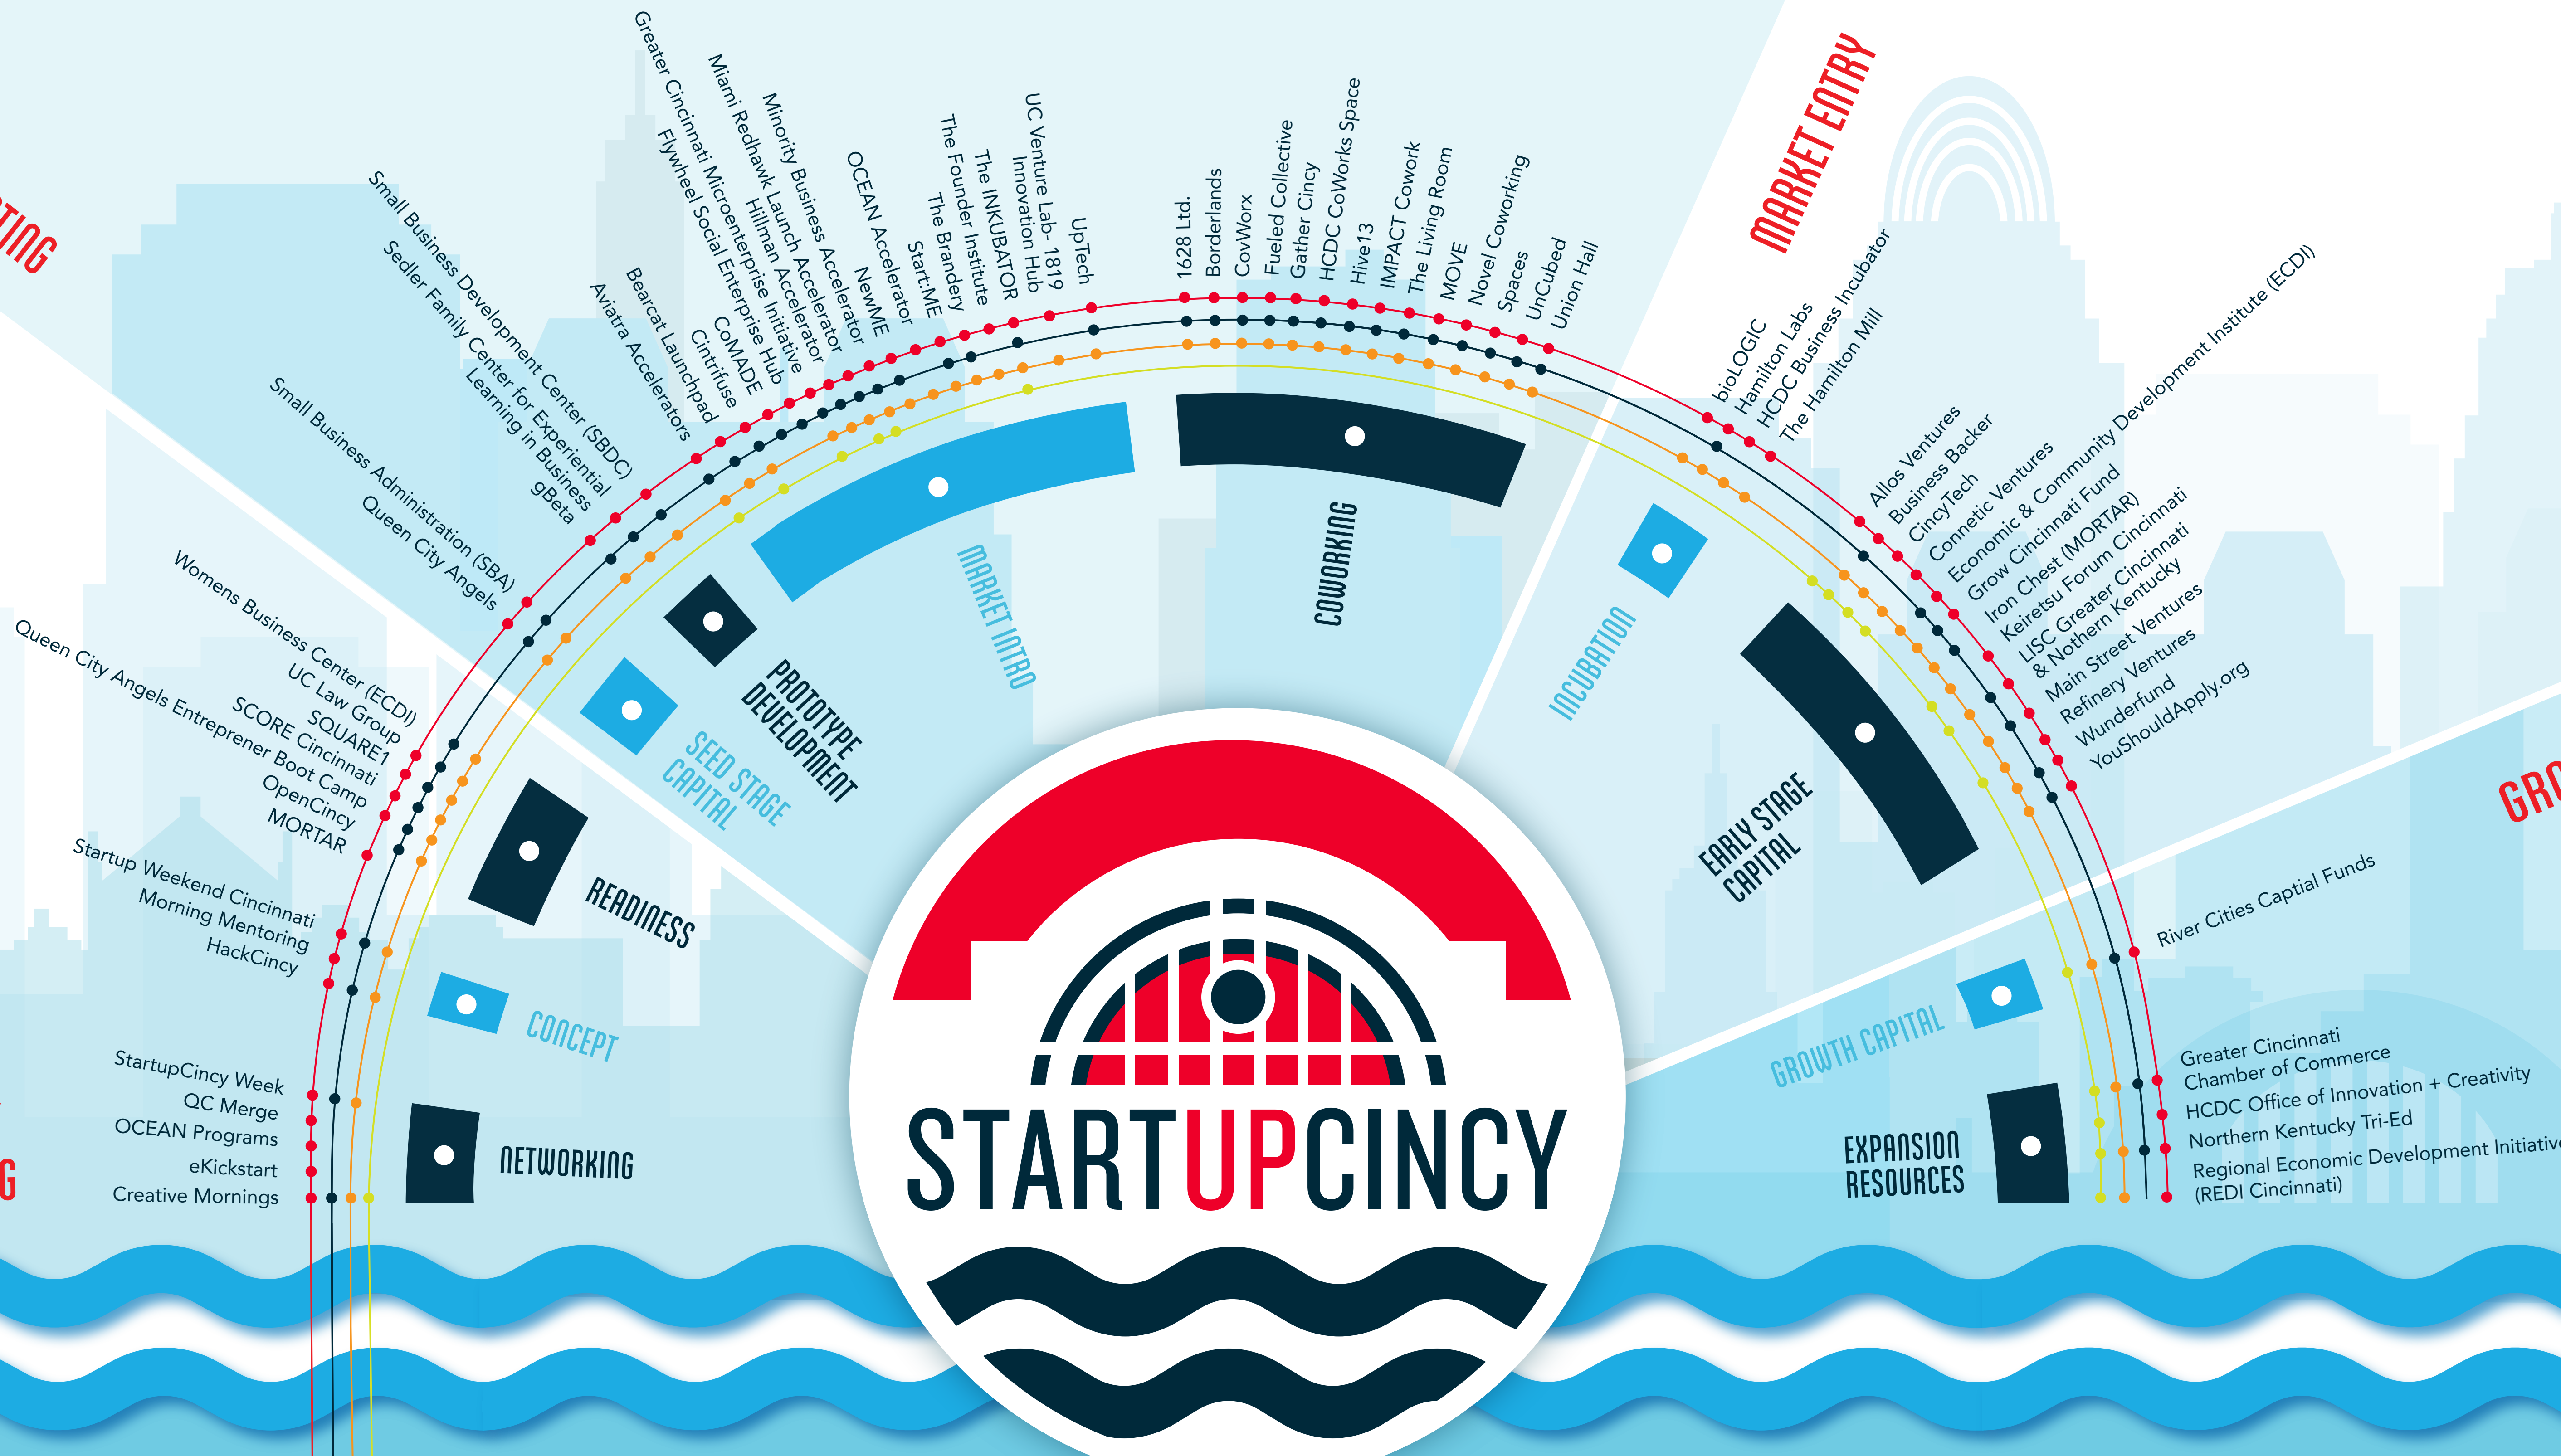 TING
G
StartupCincy Week
QC Merge
OCEAN Programs
eKickstart
Creative Mornings
NETWORKING
Startup Weekend Cincinnati
Morning Mentoring
HackCincy
CONCEPT
Womens Business Center (ECDI)
UC Law Group
SQUARE1
SCORE Cincinnati
Queen City Angels Entreprener Boot Camp
OpenCincy
MORTAR
READINESS
Small Business Administration (SBA)
Queen City Angels
SEED STAGE
CAPITAL
Small Business Development Center (SBDC)
Sedler Family Center for Experiential
Learning in Business
gBeta
PROTOTYPE
DEVELOPMENT
Aviatra Accelerators
Bearcat Launchpad
Cintrifuse
CoMADE
Flywheel Social Enterprise Hub
Greater Cincinnati Microenterprise Initiative
Hillman Accelerator
Miami Redhawk Launch Accelerator
Minority Business Accelerator
NewME
OCEAN Accelerator
Start:ME
The Brandery
The Founder Institute
The INKUBATOR
UC Venture Lab- 1819
Innovation Hub
UpTech
MARKET INTRO
1628 Ltd.
Borderlands
CovWorx
Fueled Collective
Gather Cincy
HCDC CoWorks Space
Hive13
IMPACT Cowork
The Living Room
MOVE
Novel Coworking
Spaces
UnCubed
Union Hall
COWORKING
MARKET ENTRY
bioLOGIC
Hamilton Labs
HCDC Business Incubator
The Hamilton Mill
INCUBATION
Allos Ventures
Business Backer
CincyTech
Connetic Ventures
Economic & Community Development Institute (ECDI)
Grow Cincinnati Fund
Iron Chest (MORTAR)
Keiretsu Forum Cincinnati
LISC Greater Cincinnati
& Nothern Kentucky
Main Street Ventures
Refinery Ventures
Wunderfund
YouShouldApply.org
EARLY STAGE
CAPITAL
GRO
River Cities Captial Funds
GROWTH CAPITAL
Greater Cincinnati
Chamber of Commerce
HCDC Office of Innovation + Creativity
Northern Kentucky Tri-Ed
Regional Economic Development Initiative
(REDI Cincinnati)
EXPANSION
RESOURCES
STARTUPCINCY